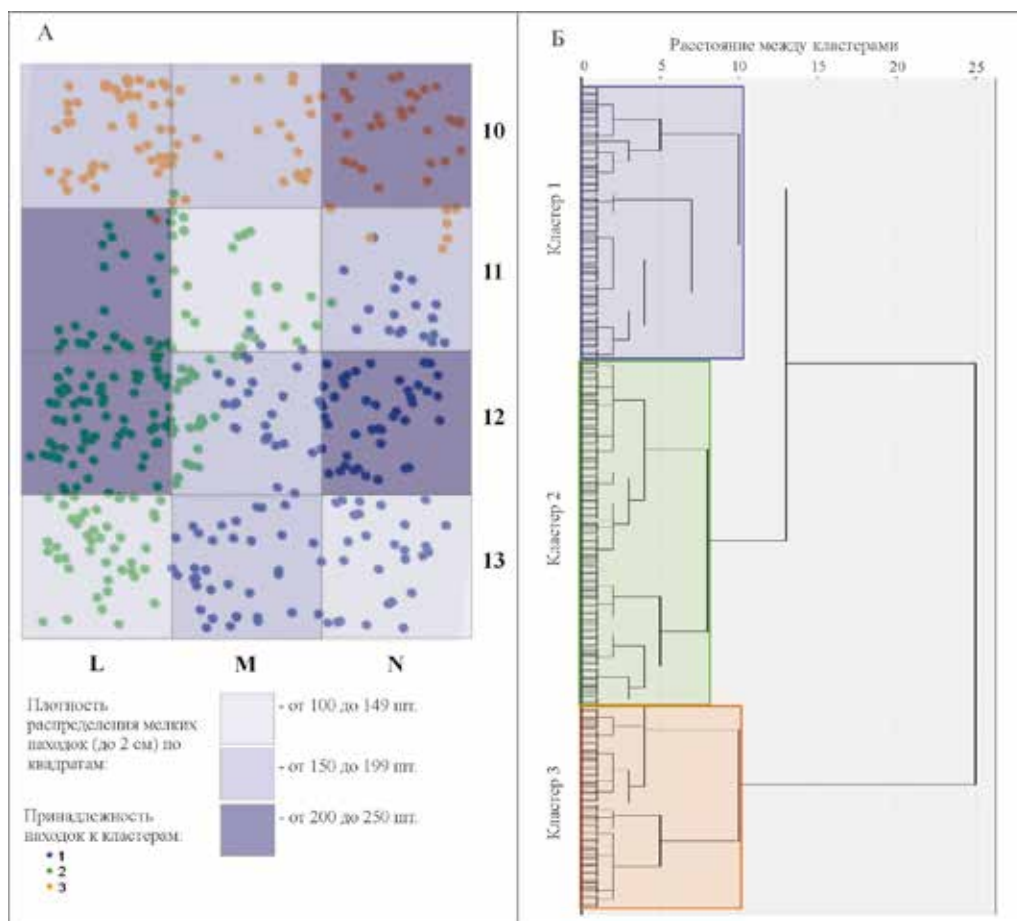 А
10
11
12
13
L M N
Плотность
распределения мелких
находок (до 2 см) по
квадратам:
- от 100 до 149 шт.
- от 150 до 199 шт.
- от 200 до 250 шт.
Принадлежность
находок к кластерам:
1
2
3
Б
Расстояние между кластерами
0 5 10 15 20 25
Кластер 1
Кластер 2
Кластер 3